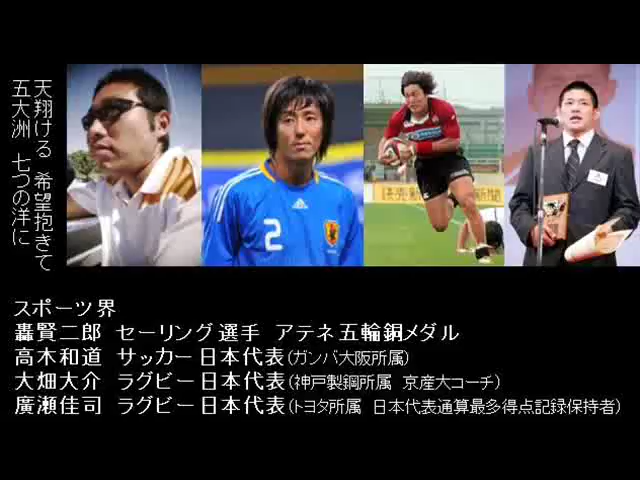 天翔ける 希望抱きて
五大洲 七つの洋に
adidas
2
スポーツ界
轟賢二郎 セーリング選手 アテネ五輪銅メダル
高木和道 サッカー日本代表(ガンバ大阪所属)
大畑大介 ラグビー日本代表(神戸製鋼所属 京産大コーチ)
廣瀬佳司 ラグビー日本代表(トヨタ所属 日本代表通算最多得点記録保持者)